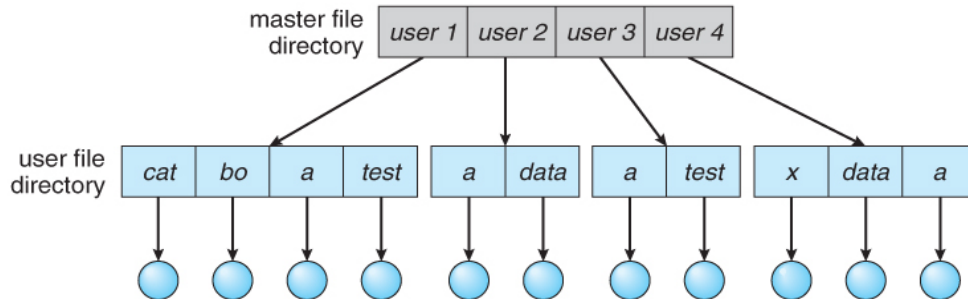 master file
directory
user 1 user 2 user 3 user 4
user file
directory
cat bo a test a data a test x data a